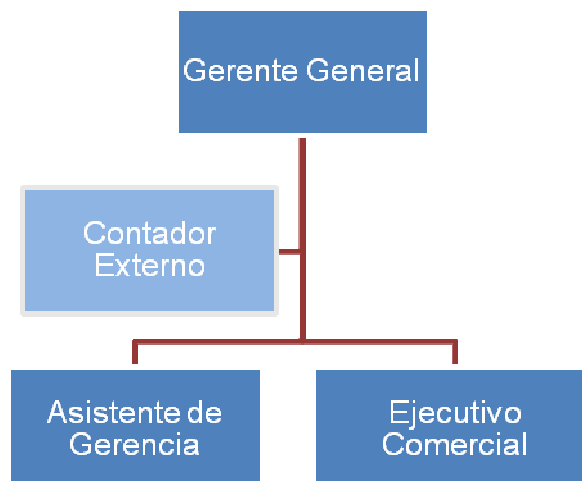 Gerente General
Contador
Externo
Asistente de
Gerencia
Ejecutivo
Comercial